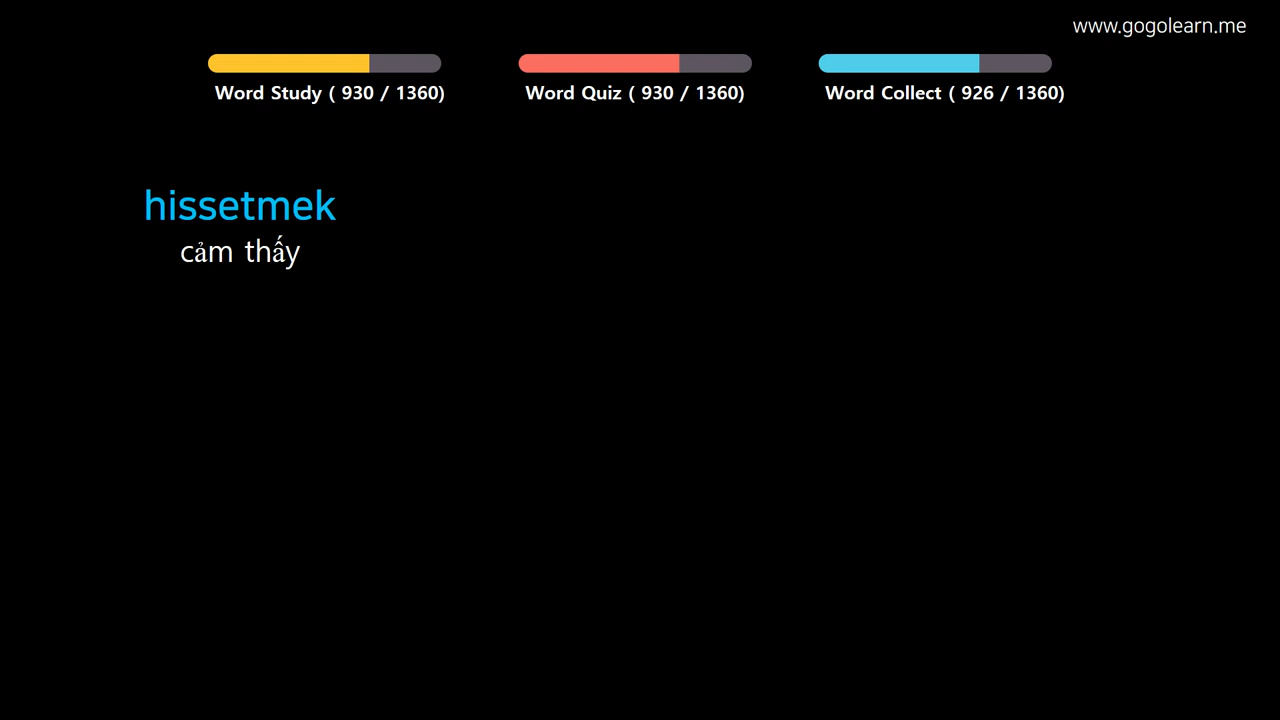 www.gogolearn.me
Word Study ( 930 / 1360)
Word Quiz ( 930 / 1360)
Word Collect ( 926 / 1360)
hissetmek
cảm thấy